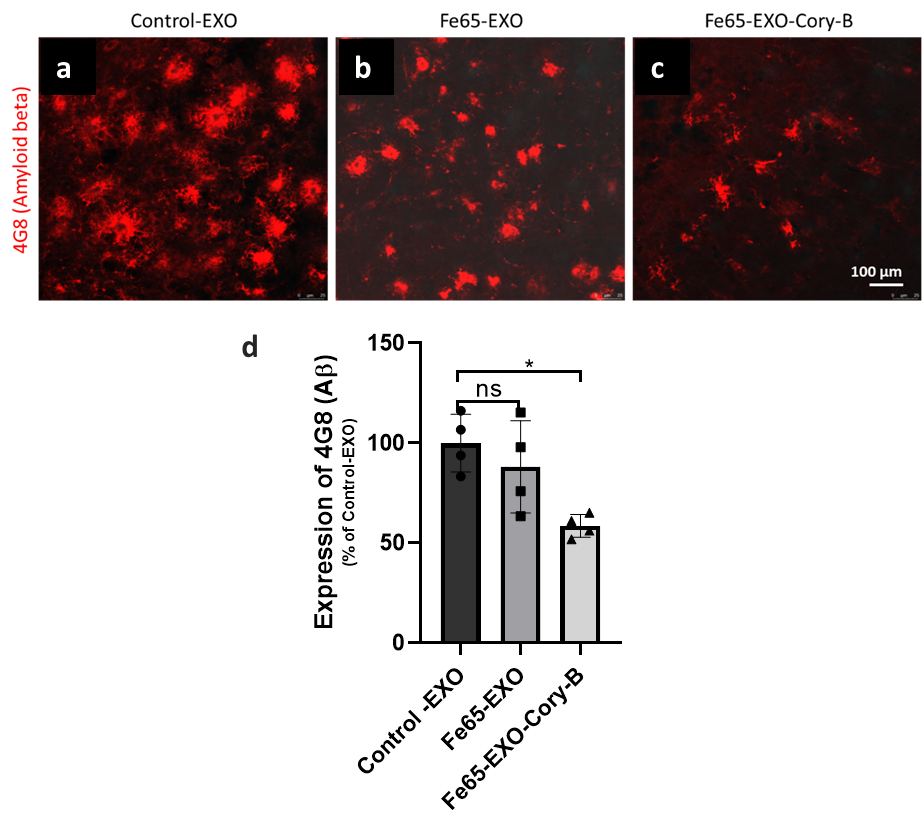 Control-EXO
Fe65-EXO
Fe65-EXO-Cory-B
4G8 (Amyloid beta)
a
b
c
100 µm
d
Expression of 4G8 (Aβ)
(% of Control-EXO)
150
100
50
0
*
ns
Control -EXO
Fe65-EXO
Fe65-EXO-Cory-B